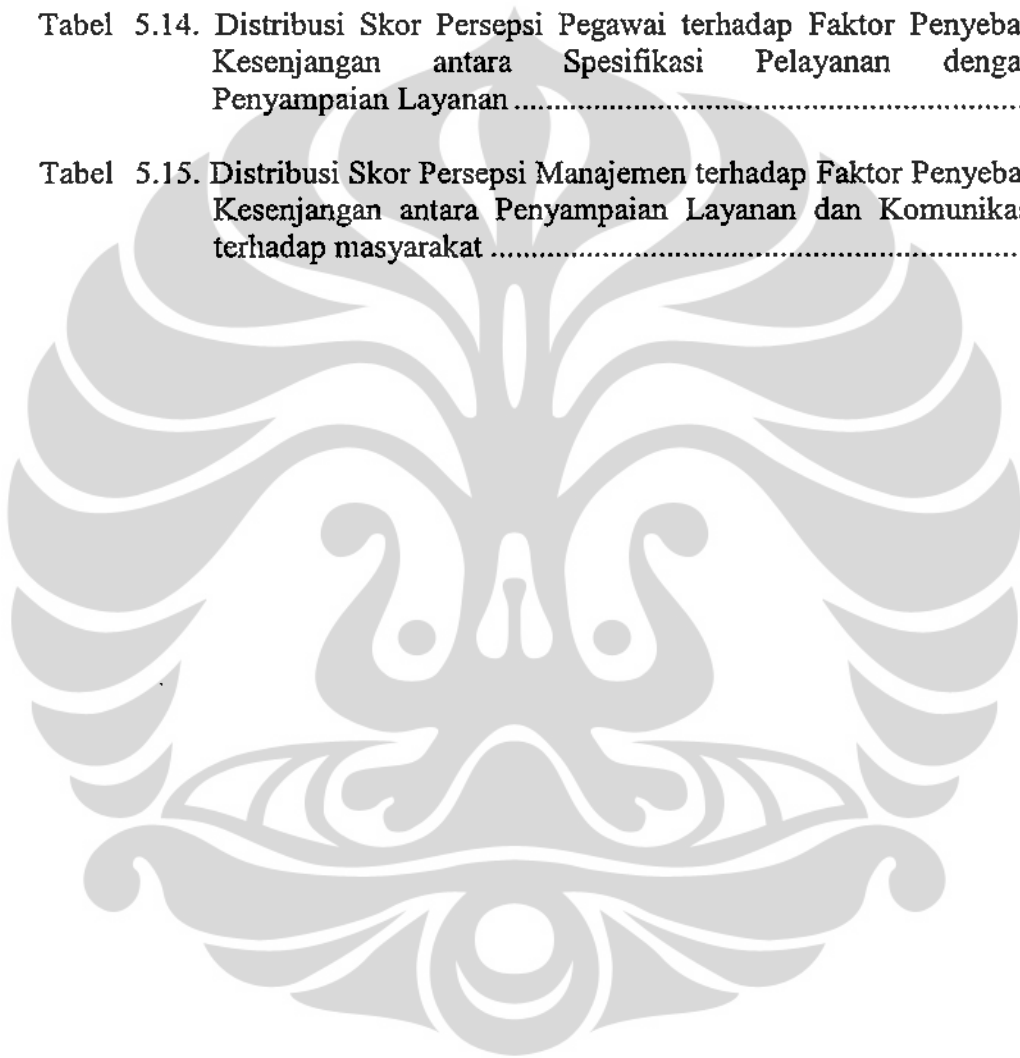 Tabel 5.14. Distribusi Skor Persepsi Pegawai terhadap Faktor Penyeba
Kesenjangan antara Spesifikasi Pelayanan denga
Penyampaian Layanan ................................................................
Tabel 5.15. Distribusi Skor Persepsi Manajemen terhadap Faktor Penyeba
Kesenjangan antara Penyampaian Layanan dan Komunikas
terhadap masyarakat ................................................................